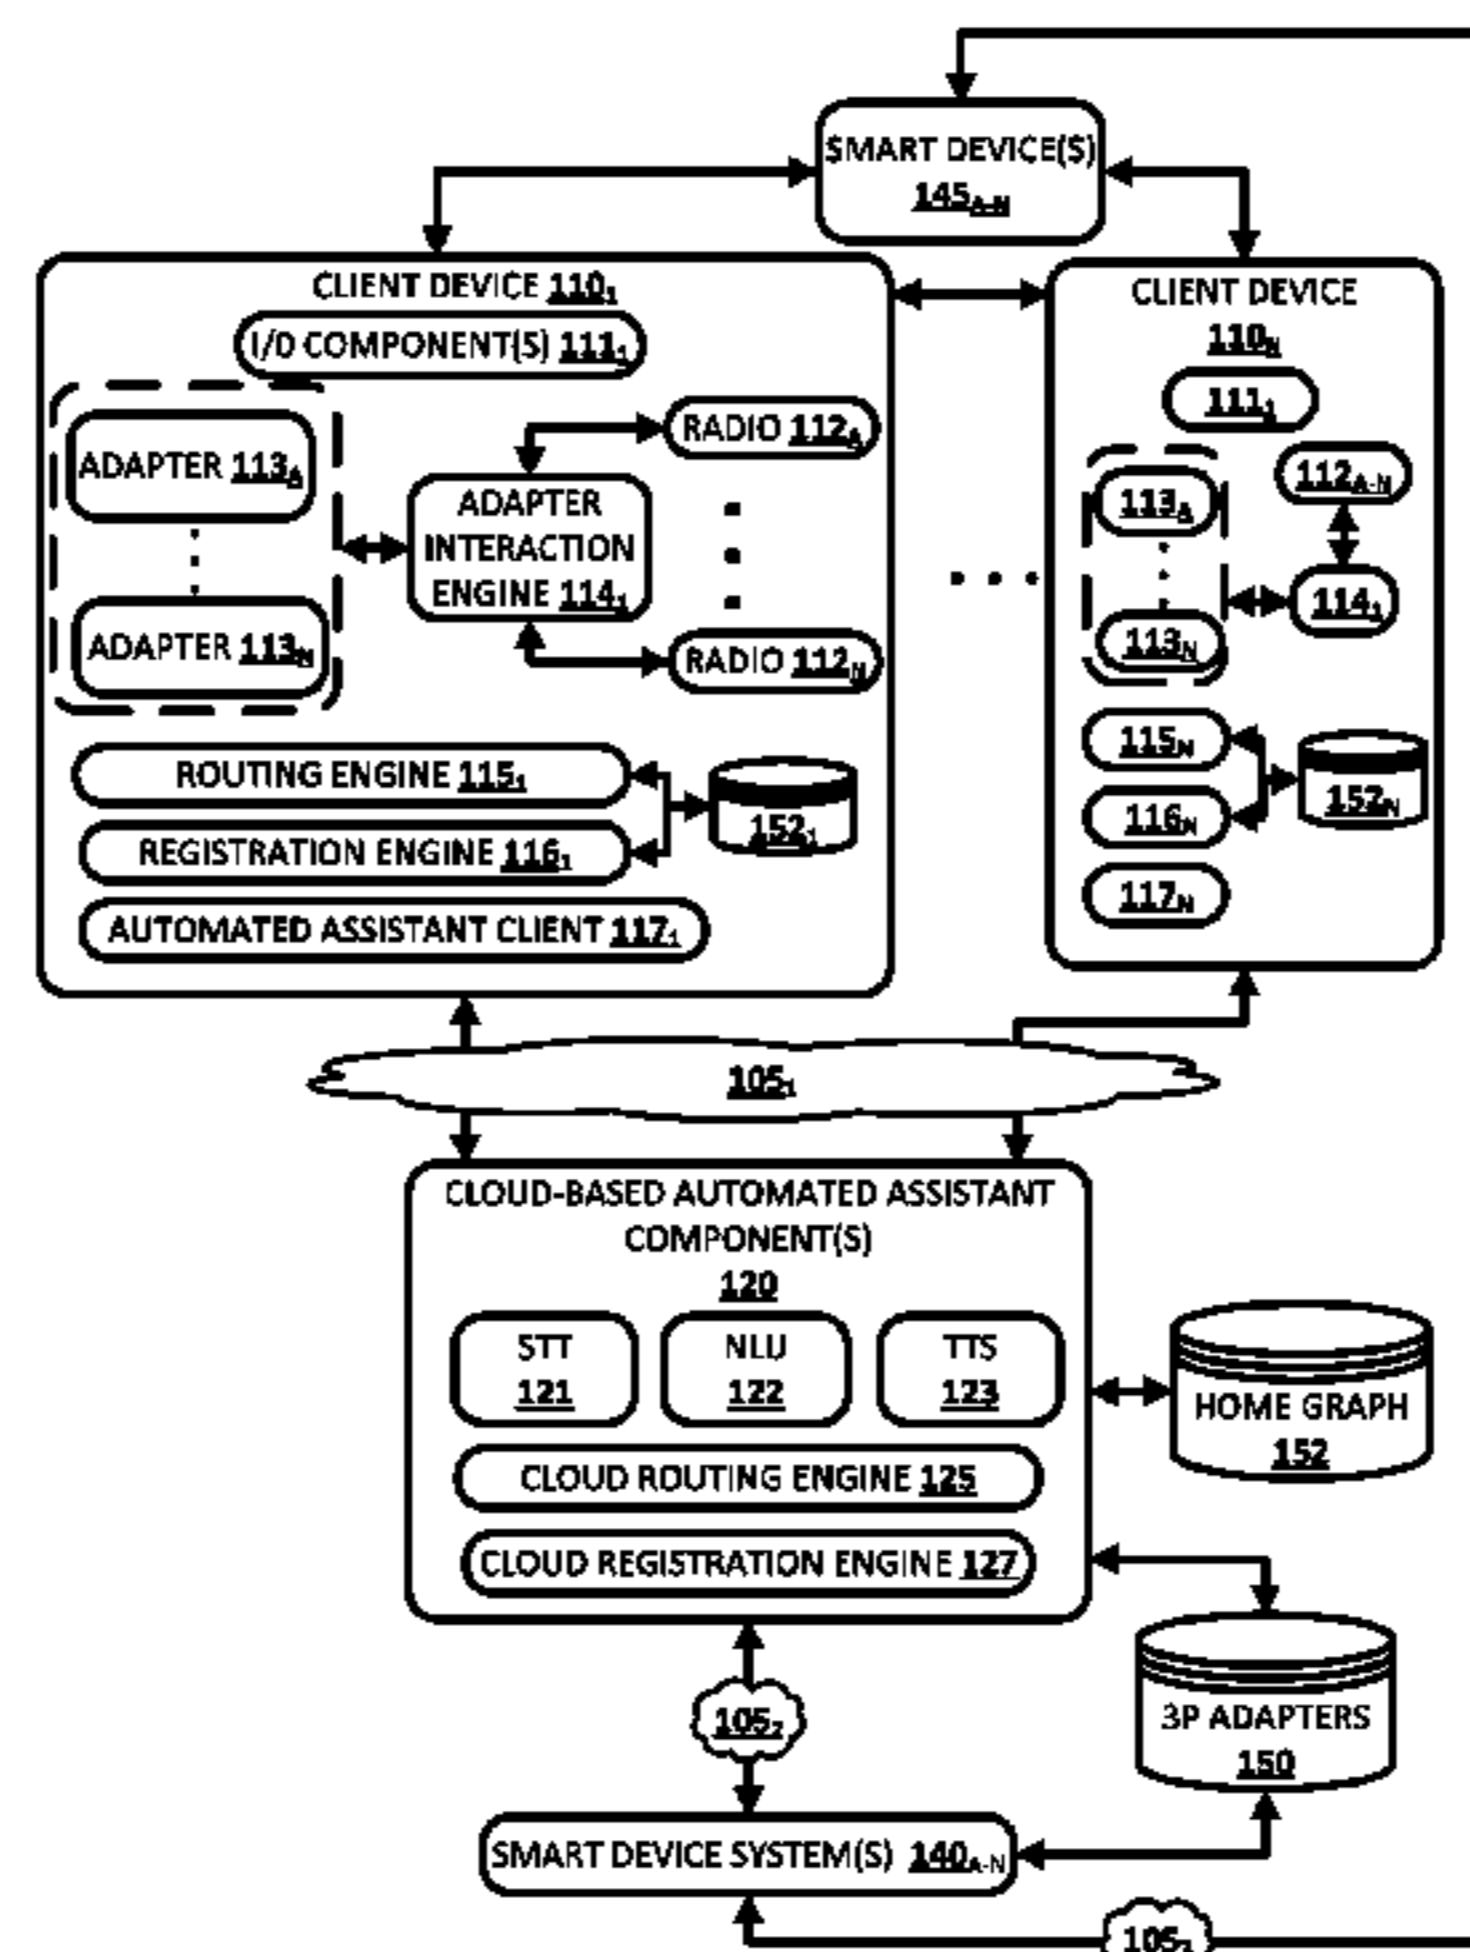 SMART DEVICE(S)
145A-N
CLIENT DEVICE 1101
I/D COMPONENT(S) 1111
ADAPTER 113A
ADAPTER 113N
ADAPTER
INTERACTION
ENGINE 1141
RADIO 112A
RADIO 112N
ROUTING ENGINE 1151
REGISTRATION ENGINE 1161
AUTOMATED ASSISTANT CLIENT 1171
1521
CLIENT DEVICE
110N
1111
113A
113N
112A-N
1141
115N
116N
117N
152N
1051
CLOUD-BASED AUTOMATED ASSISTANT
COMPONENT(S)
120
STT
121
NLU
122
TTS
123
CLOUD ROUTING ENGINE 125
CLOUD REGISTRATION ENGINE 127
HOME GRAPH
152
3P ADAPTERS
150
1052
SMART DEVICE SYSTEM(S) 140A-N
1053